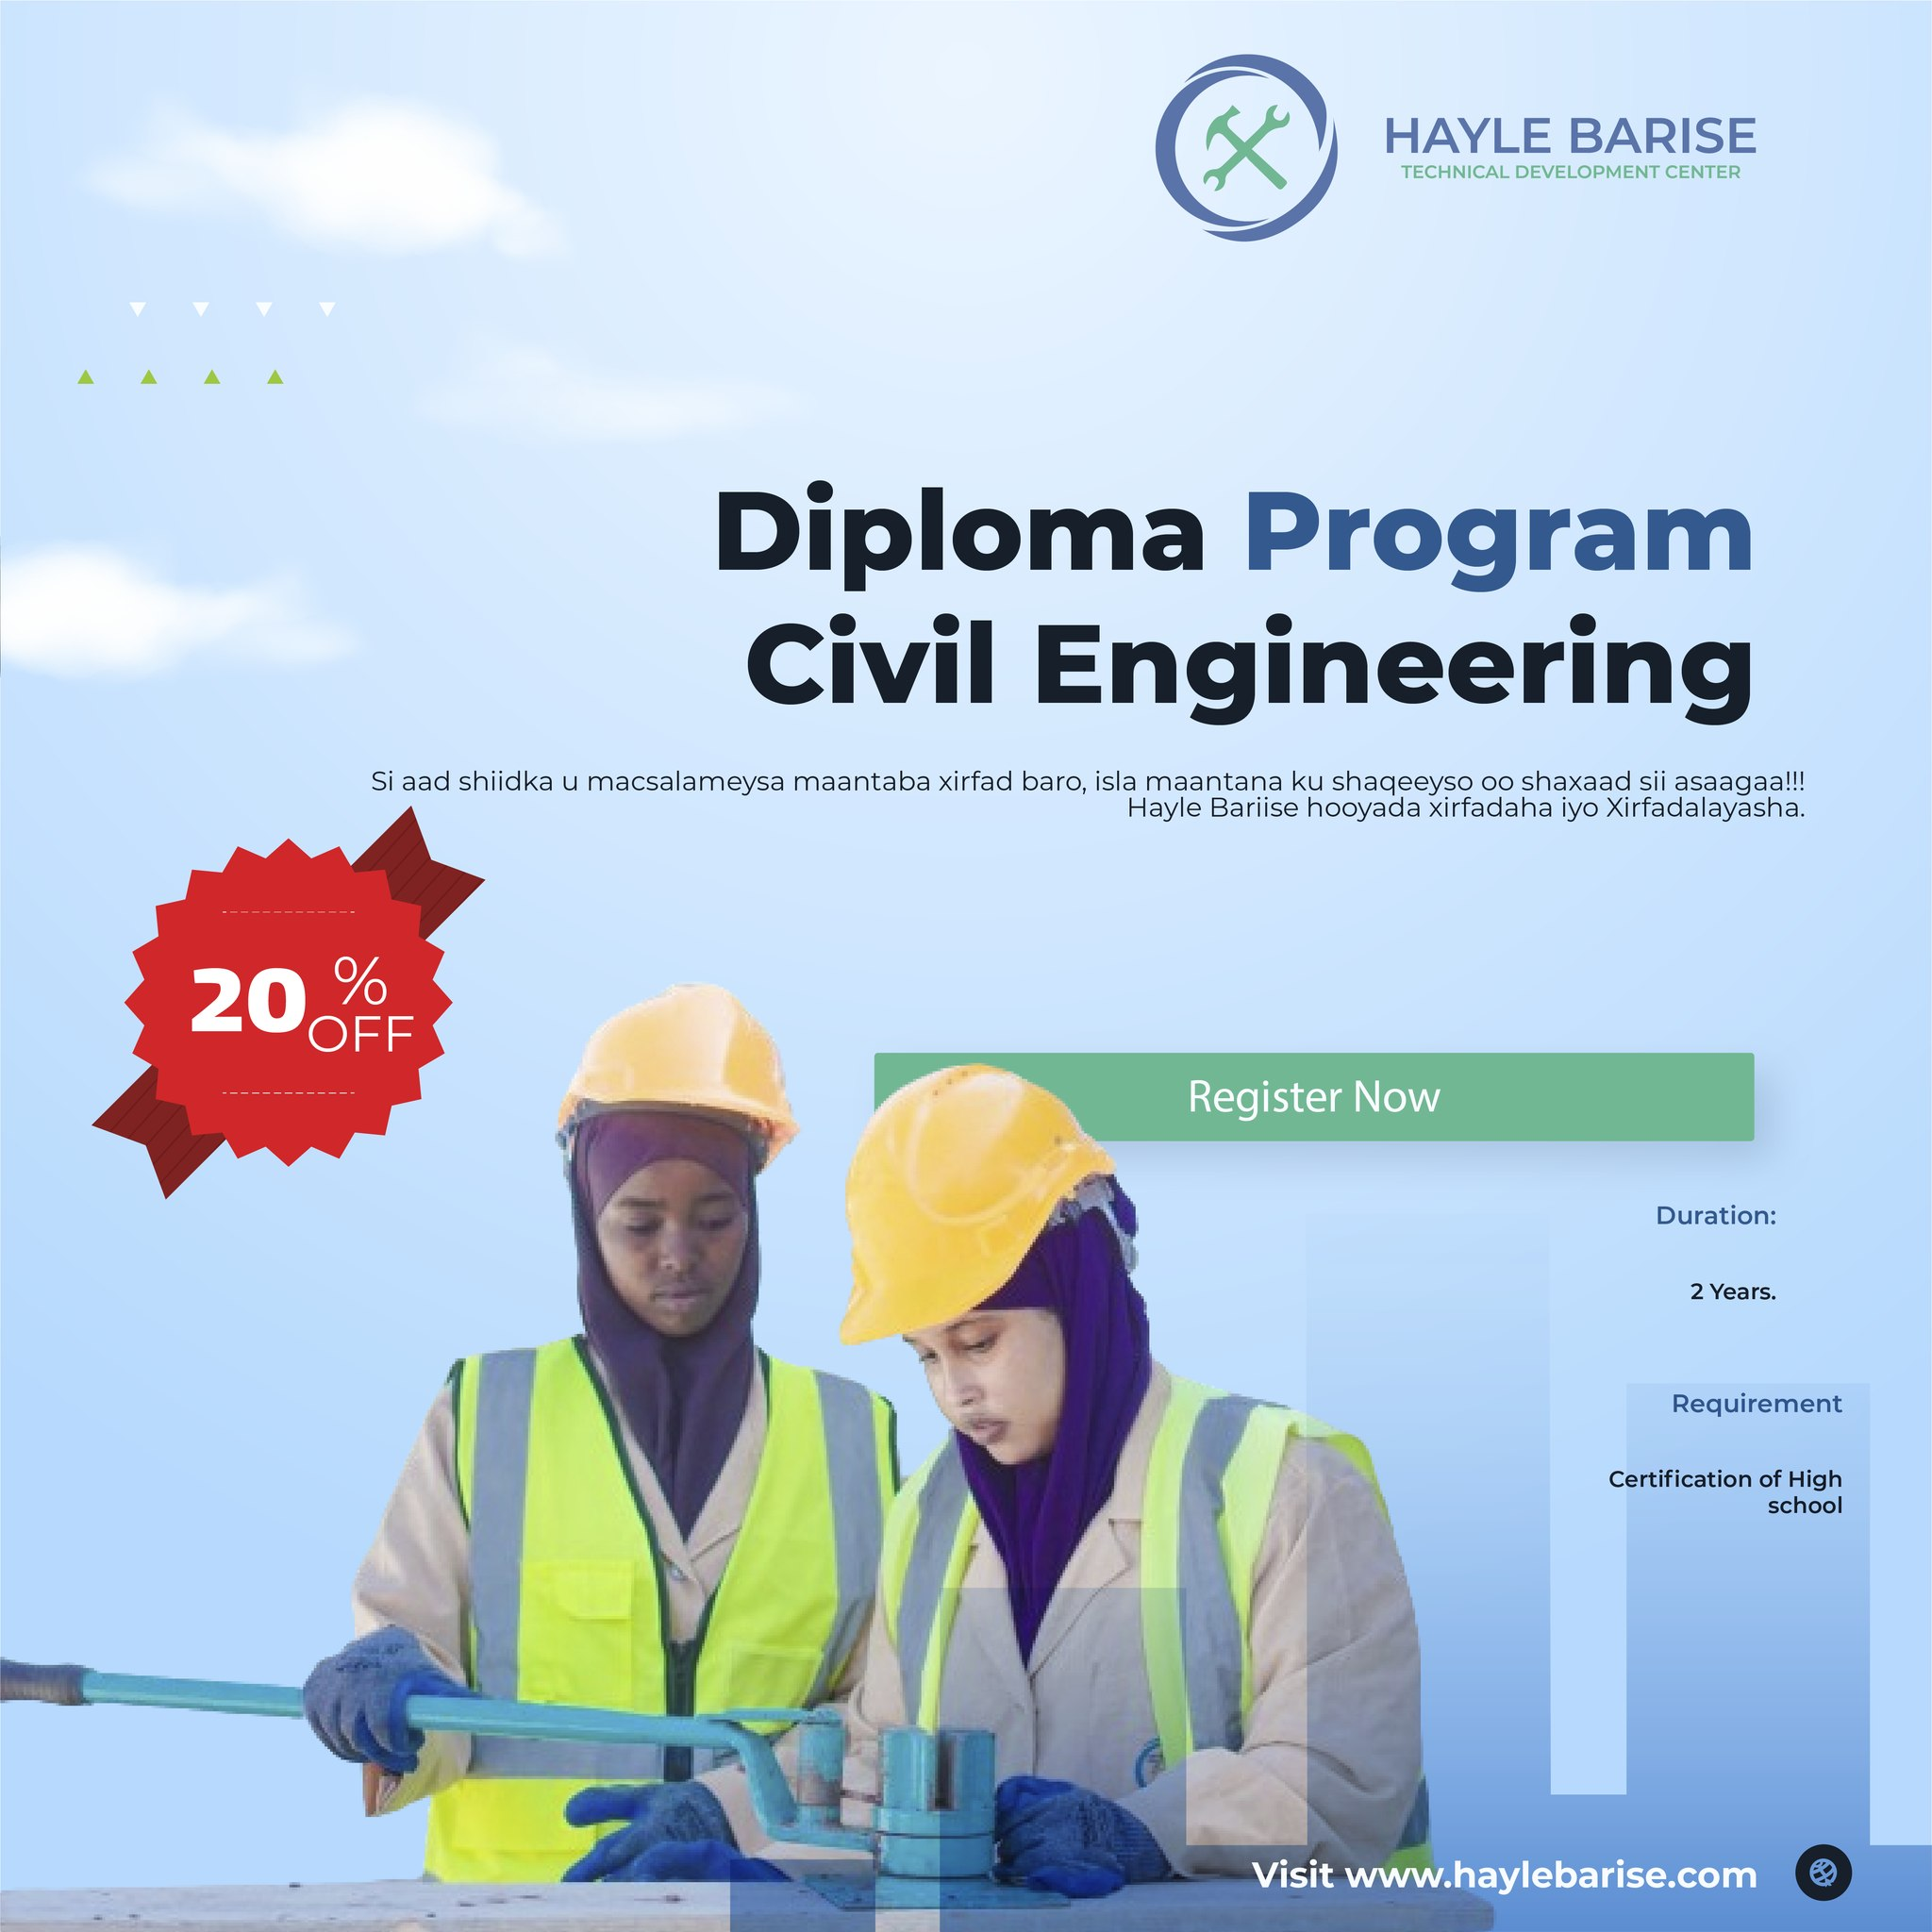 HAYLE BARISE
TECHNICAL DEVELOPMENT CENTER
Diploma Program
Civil Engineering
Si aad shiidka u macsalameysa maantaba xirfad baro, isla maantana ku shaqeeyso oo shaxaad sii asaagaa!!!
Hayle Bariise hooyada xirfadaha iyo Xirfadalayasha.
20 %
OFF
Register Now
Duration:
2 Years.
Requirement
Certification of High
school
Visit www.haylebarise.com